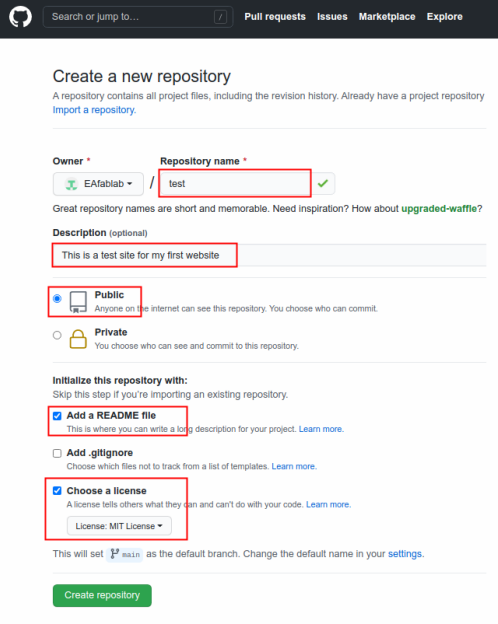 Search or jump to… /
Pull requests Issues Marketplace Explore
Create a new repository
A repository contains all project files, including the revision history. Already have a project repository
Import a repository.
Owner * Repository name *
EAfablab / test
Great repository names are short and memorable. Need inspiration? How about upgraded-waffle?
Description (optional)
This is a test site for my first website
Public
Anyone on the internet can see this repository. You choose who can commit.
Private
You choose who can see and commit to this repository.
Initialize this repository with:
Skip this step if you're importing an existing repository.
Add a README file
This is where you can write a long description for your project. Learn more.
Add .gitignore
Choose which files not to track from a list of templates. Learn more.
Choose a license
A license tells others what they can and can't do with your code. Learn more.
License: MIT License
This will set main as the default branch. Change the default name in your settings.
Create repository